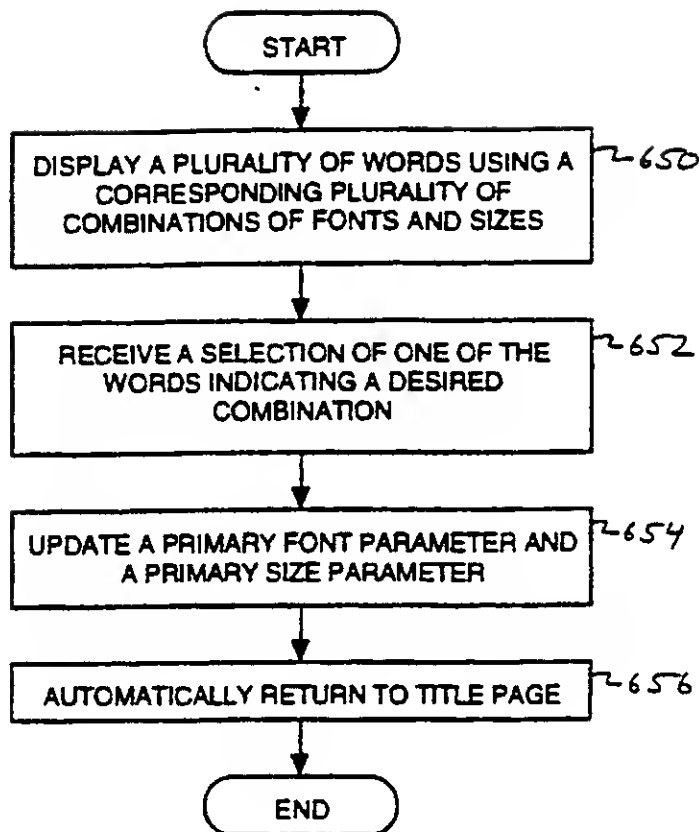 START
DISPLAY A PLURALITY OF WORDS USING A
CORRESPONDING PLURALITY OF
COMBINATIONS OF FONTS AND SIZES
650
RECEIVE A SELECTION OF ONE OF THE
WORDS INDICATING A DESIRED
COMBINATION
652
UPDATE A PRIMARY FONT PARAMETER AND
A PRIMARY SIZE PARAMETER
654
AUTOMATICALLY RETURN TO TITLE PAGE
656
END